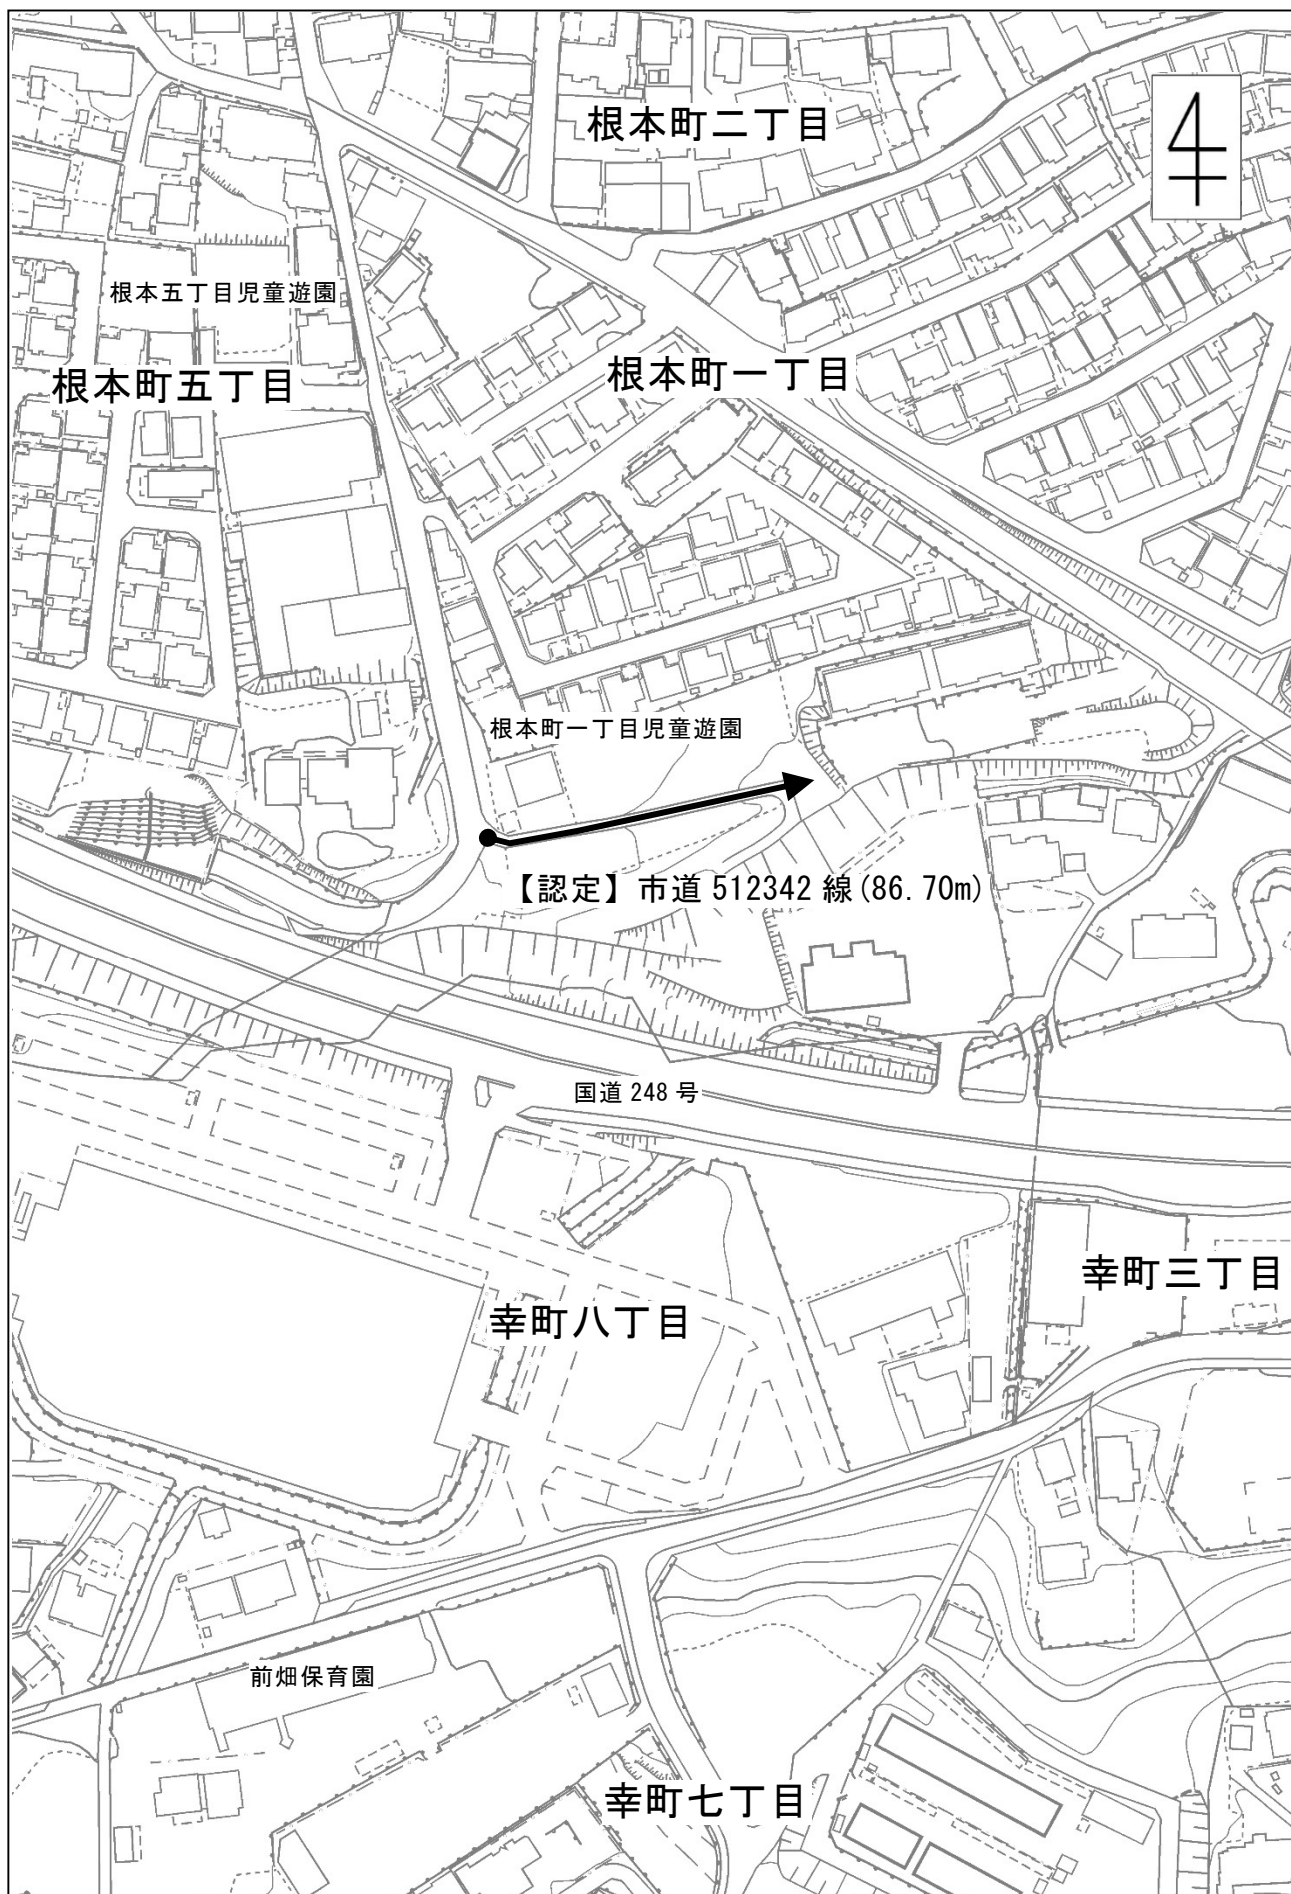 根本町二丁目
根本五丁目児童遊園
根本町五丁目
根本町一丁目
根本町一丁目児童遊園
【認定】市道 512342 線(86.70m)
国道 248 号
幸町三丁目
幸町八丁目
前畑保育園
幸町七丁目